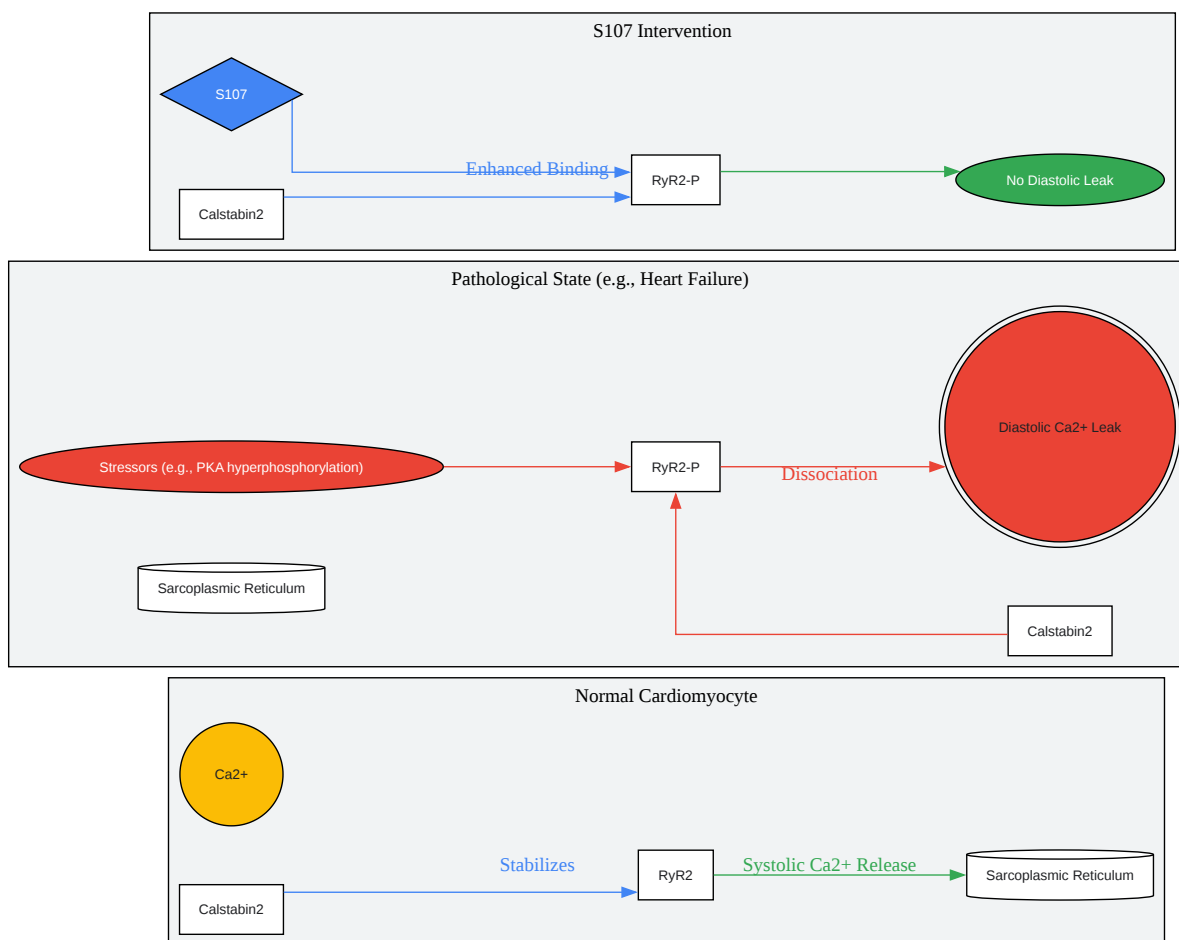 S107 Intervention
S107
Enhanced Binding
RyR2-P
No Diastolic Leak
Calstabin2
Pathological State (e.g., Heart Failure)
Diastolic Ca2+ Leak
Stressors (e.g., PKA hyperphosphorylation)
RyR2-P
Dissociation
Sarcoplasmic Reticulum
Calstabin2
Normal Cardiomyocyte
Ca2+
Stabilizes
Systolic Ca2+ Release
RyR2
Sarcoplasmic Reticulum
Calstabin2